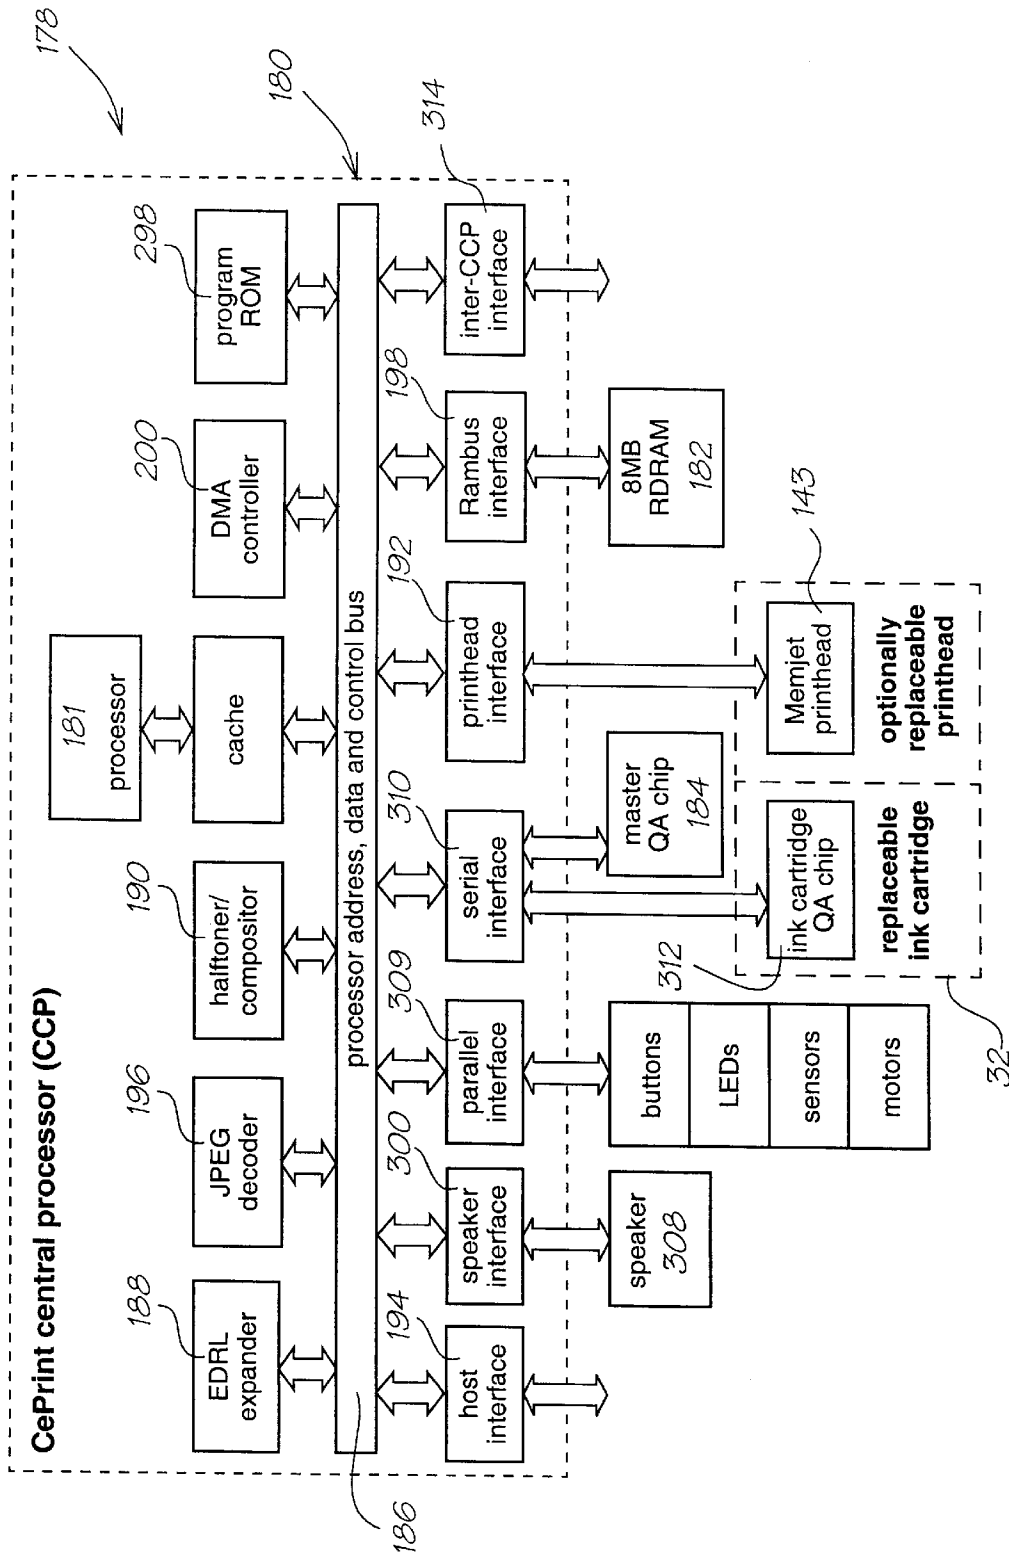 178
CePrint central processor (CCP)
180
181
processor
188
EDRL
expander
196
JPEG
decoder
190
halftoner/
compositor
cache
200
DMA
controller
298
program
ROM
processor address, data and control bus
186
194
host
interface
300
speaker
interface
309
parallel
interface
310
serial
interface
192
printhead
interface
198
Rambus
interface
314
inter-CCP
interface
speaker
308
buttons
LEDs
sensors
motors
master
QA chip
184
8MB
RDRAM
182
312
ink cartridge
QA chip
replaceable
ink cartridge
143
Memjet
printhead
optionally
replaceable
printhead
32